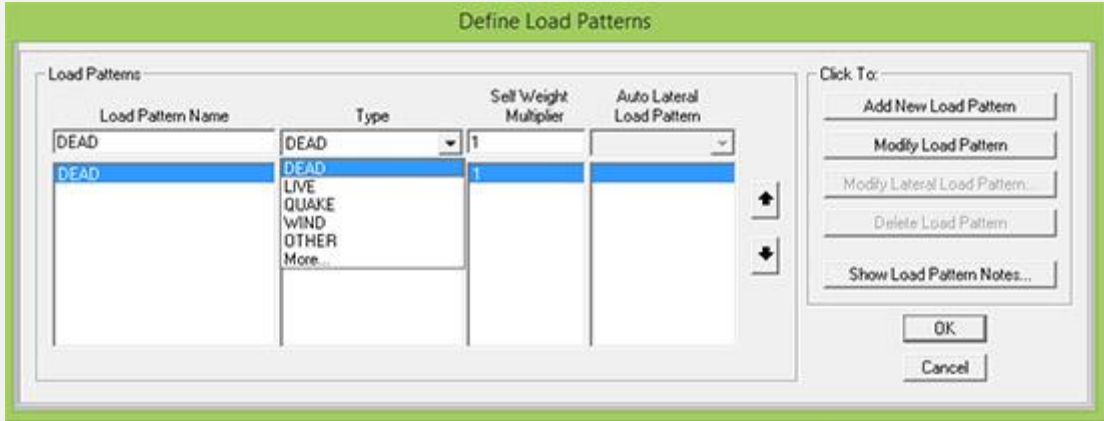 Define Load Patterns
Load Patterns
Load Pattern Name
Type
Self Weight
Multiplier
Auto Lateral
Load Pattern
DEAD
DEAD
1
DEAD
1
DEAD
LIVE
QUAKE
WIND
OTHER
More...
Click To:
Add New Load Pattern
Modify Load Pattern
Modify Lateral Load Pattern...
Delete Load Pattern
Show Load Pattern Notes...
OK
Cancel